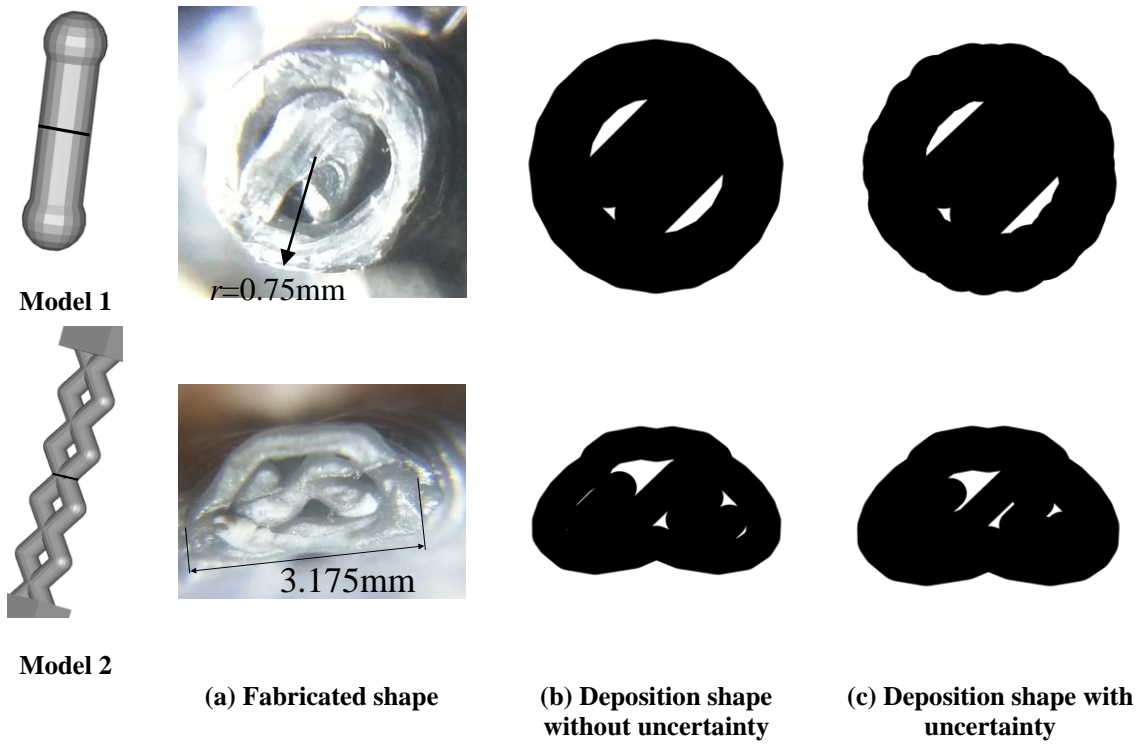 Model 1
r=0.75mm
3.175mm
Model 2
(a) Fabricated shape
(b) Deposition shape
without uncertainty
(c) Deposition shape with
uncertainty